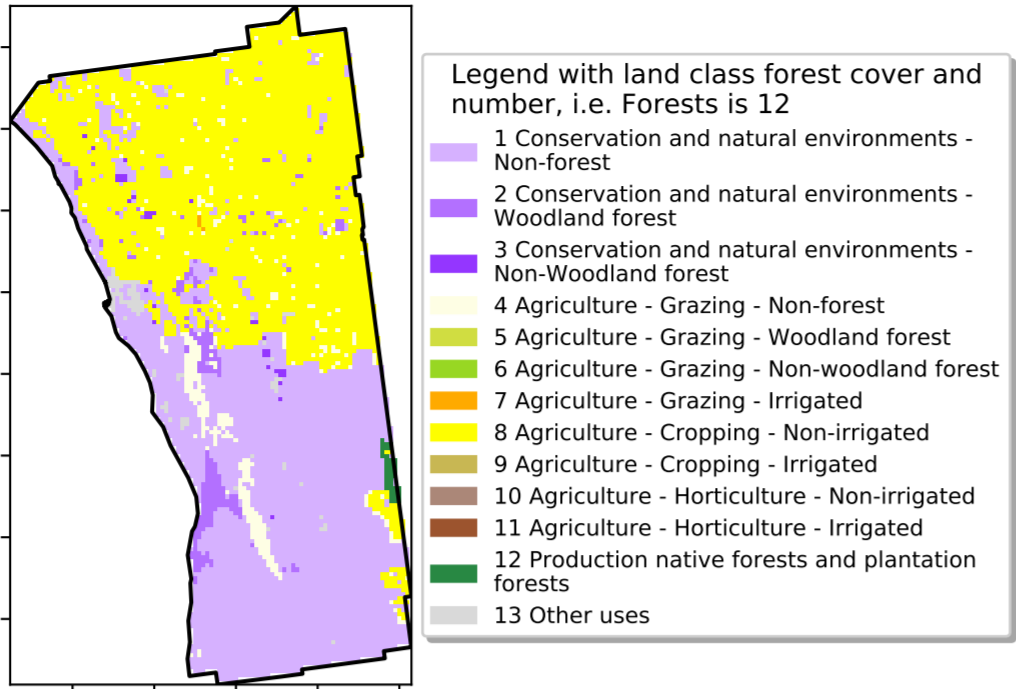 Legend with land class forest cover and
number, i.e. Forests is 12
1 Conservation and natural environments -
Non-forest
2 Conservation and natural environments -
Woodland forest
3 Conservation and natural environments -
Non-Woodland forest
4 Agriculture - Grazing - Non-forest
5 Agriculture - Grazing - Woodland forest
6 Agriculture - Grazing - Non-woodland forest
7 Agriculture - Grazing - Irrigated
8 Agriculture - Cropping - Non-irrigated
9 Agriculture - Cropping - Irrigated
10 Agriculture - Horticulture - Non-irrigated
11 Agriculture - Horticulture - Irrigated
12 Production native forests and plantation
forests
13 Other uses